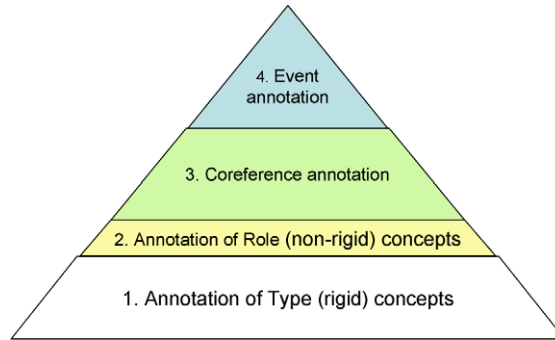 4. Event
annotation
3. Coreference annotation
2. Annotation of Role (non-rigid) concepts
1. Annotation of Type (rigid) concepts